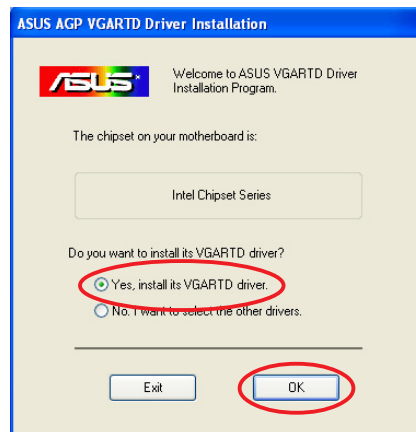 ASUS AGP VGARTD Driver Installation
ASUS
Welcome to ASUS VGARTD Driver
Installation Program.
The chipset on your motherboard is:
Intel Chipset Series
Do you want to install its VGARTD driver?
Yes, install its VGARTD driver.
No. I want to select the other drivers.
Exit
OK